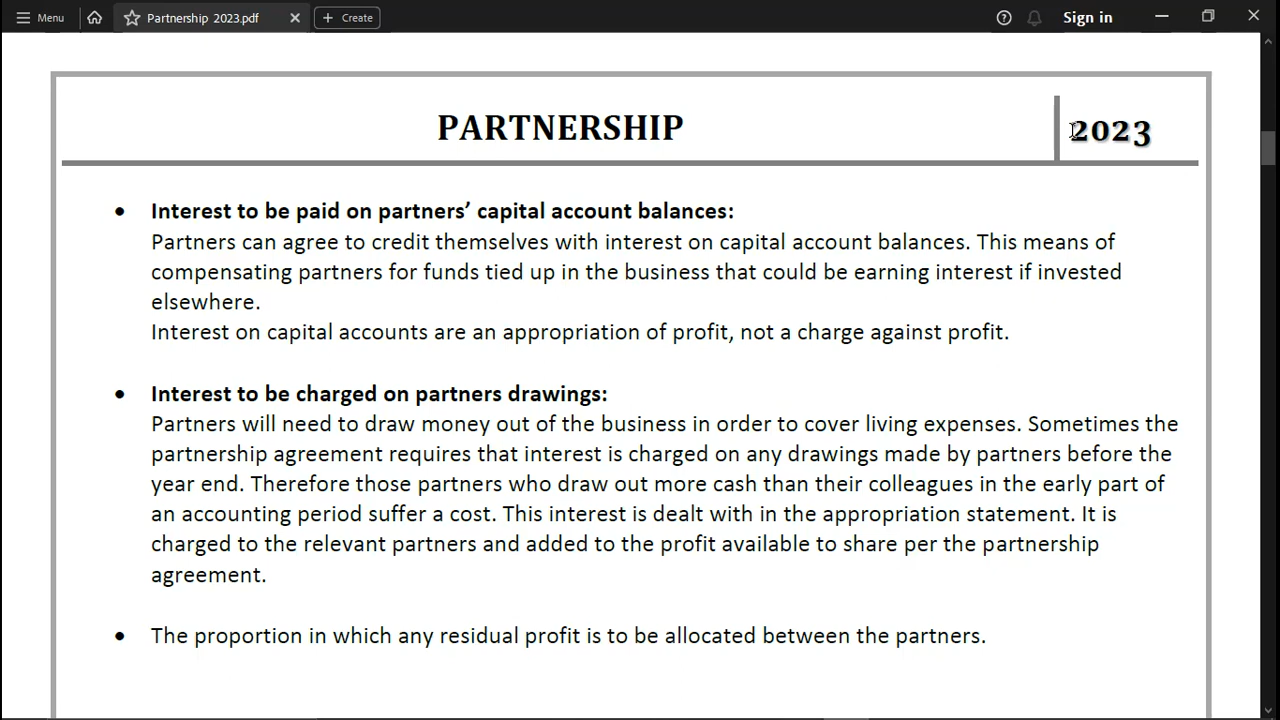 Menu
Partnership 2023.pdf
Create
Sign in
PARTNERSHIP
2023
Interest to be paid on partners’ capital account balances:
Partners can agree to credit themselves with interest on capital account balances. This means of
compensating partners for funds tied up in the business that could be earning interest if invested
elsewhere.
Interest on capital accounts are an appropriation of profit, not a charge against profit.
Interest to be charged on partners drawings:
Partners will need to draw money out of the business in order to cover living expenses. Sometimes the
partnership agreement requires that interest is charged on any drawings made by partners before the
year end. Therefore those partners who draw out more cash than their colleagues in the early part of
an accounting period suffer a cost. This interest is dealt with in the appropriation statement. It is
charged to the relevant partners and added to the profit available to share per the partnership
agreement.
The proportion in which any residual profit is to be allocated between the partners.